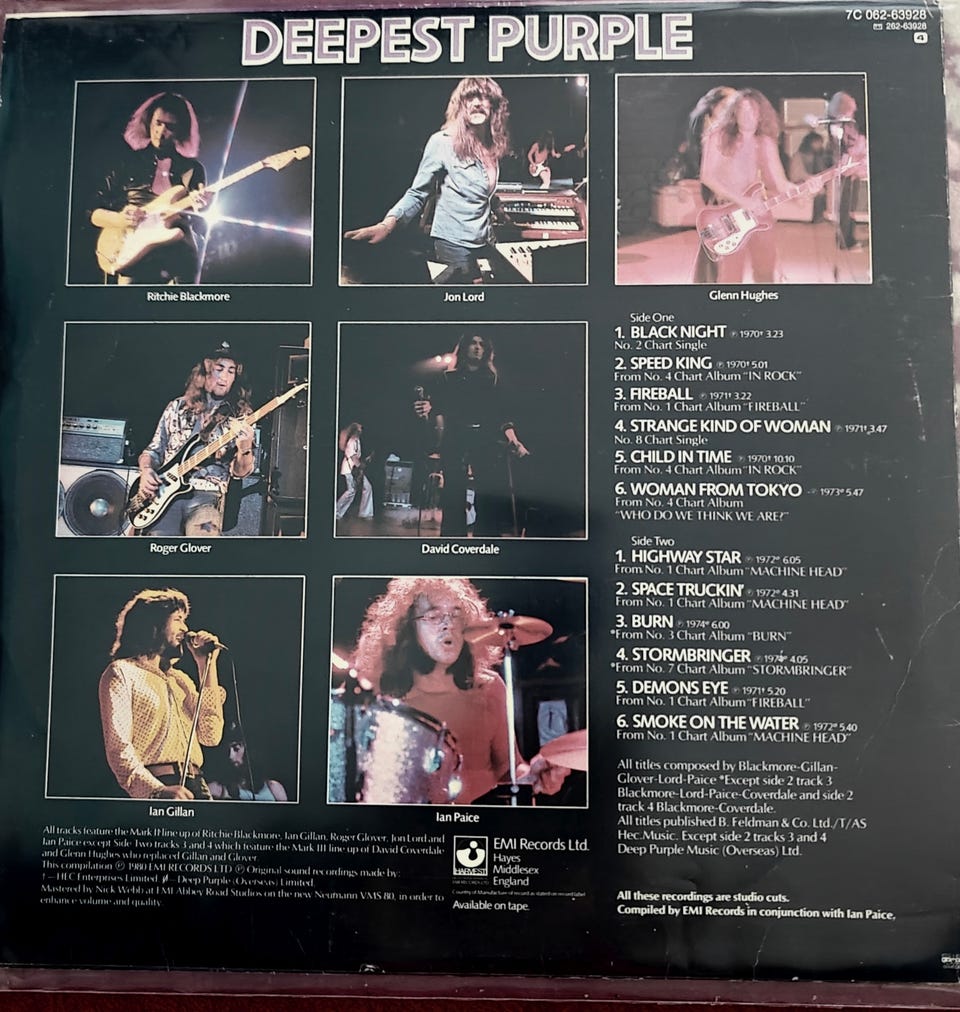 DEEPEST PURPLE
7C 062-63928
262-63928
4
Ritchie Blackmore
Jon Lord
Glenn Hughes
Roger Glover
David Coverdale
Ian Gillan
Ian Paice
Side One
1. BLACK NIGHT ℗ 1970† 3.23
No. 2 Chart Single
2. SPEED KING ℗ 1970† 5.01
From No. 4 Chart Album "IN ROCK"
3. FIREBALL ℗ 1971† 3.22
From No. 1 Chart Album "FIREBALL"
4. STRANGE KIND OF WOMAN ℗ 1971† 3.47
No. 8 Chart Single
5. CHILD IN TIME ℗ 1970† 10.10
From No. 4 Chart Album "IN ROCK"
6. WOMAN FROM TOKYO ℗ 1973ø 5.47
From No. 4 Chart Album
"WHO DO WE THINK WE ARE?"
Side Two
1. HIGHWAY STAR ℗ 1972ø 6.05
From No. 1 Chart Album "MACHINE HEAD"
2. SPACE TRUCKIN' ℗ 1972ø 4.31
From No. 1 Chart Album "MACHINE HEAD"
3. BURN ℗ 1974ø 6.00
*From No. 3 Chart Album "BURN"
4. STORMBRINGER ℗ 1974ø 4.05
*From No. 7 Chart Album "STORMBRINGER"
5. DEMONS EYE ℗ 1971† 5.20
From No. 1 Chart Album "FIREBALL"
6. SMOKE ON THE WATER ℗ 1972ø 5.40
From No. 1 Chart Album "MACHINE HEAD"
All titles composed by Blackmore-Gillan-
Glover-Lord-Paice *Except side 2 track 3
Blackmore-Lord-Paice-Coverdale and side 2
track 4 Blackmore-Coverdale.
All titles published B. Feldman & Co. Ltd./T/AS
Hec.Music. Except side 2 tracks 3 and 4
Deep Purple Music (Overseas) Ltd.
All these recordings are studio cuts.
Compiled by EMI Records in conjunction with Ian Paice.
All tracks feature the Mark II line up of Ritchie Blackmore, Ian Gillan, Roger Glover, Jon Lord and
Ian Paice except Side Two tracks 3 and 4 which feature the Mark III line up of David Coverdale
and Glenn Hughes who replaced Gillan and Glover.
This compilation ℗ 1980 EMI RECORDS LTD ℗ Original sound recordings made by:
† — HEC Enterprises Limited ø — Deep Purple (Overseas) Limited.
Mastered by Nick Webb at EMI Abbey Road Studios on the new Neumann VMS 80, in order to
enhance volume and quality.
HARVEST
EMI Records Ltd.
Hayes
Middlesex
England
Country of Manufacture of record as stated on record label
Available on tape.